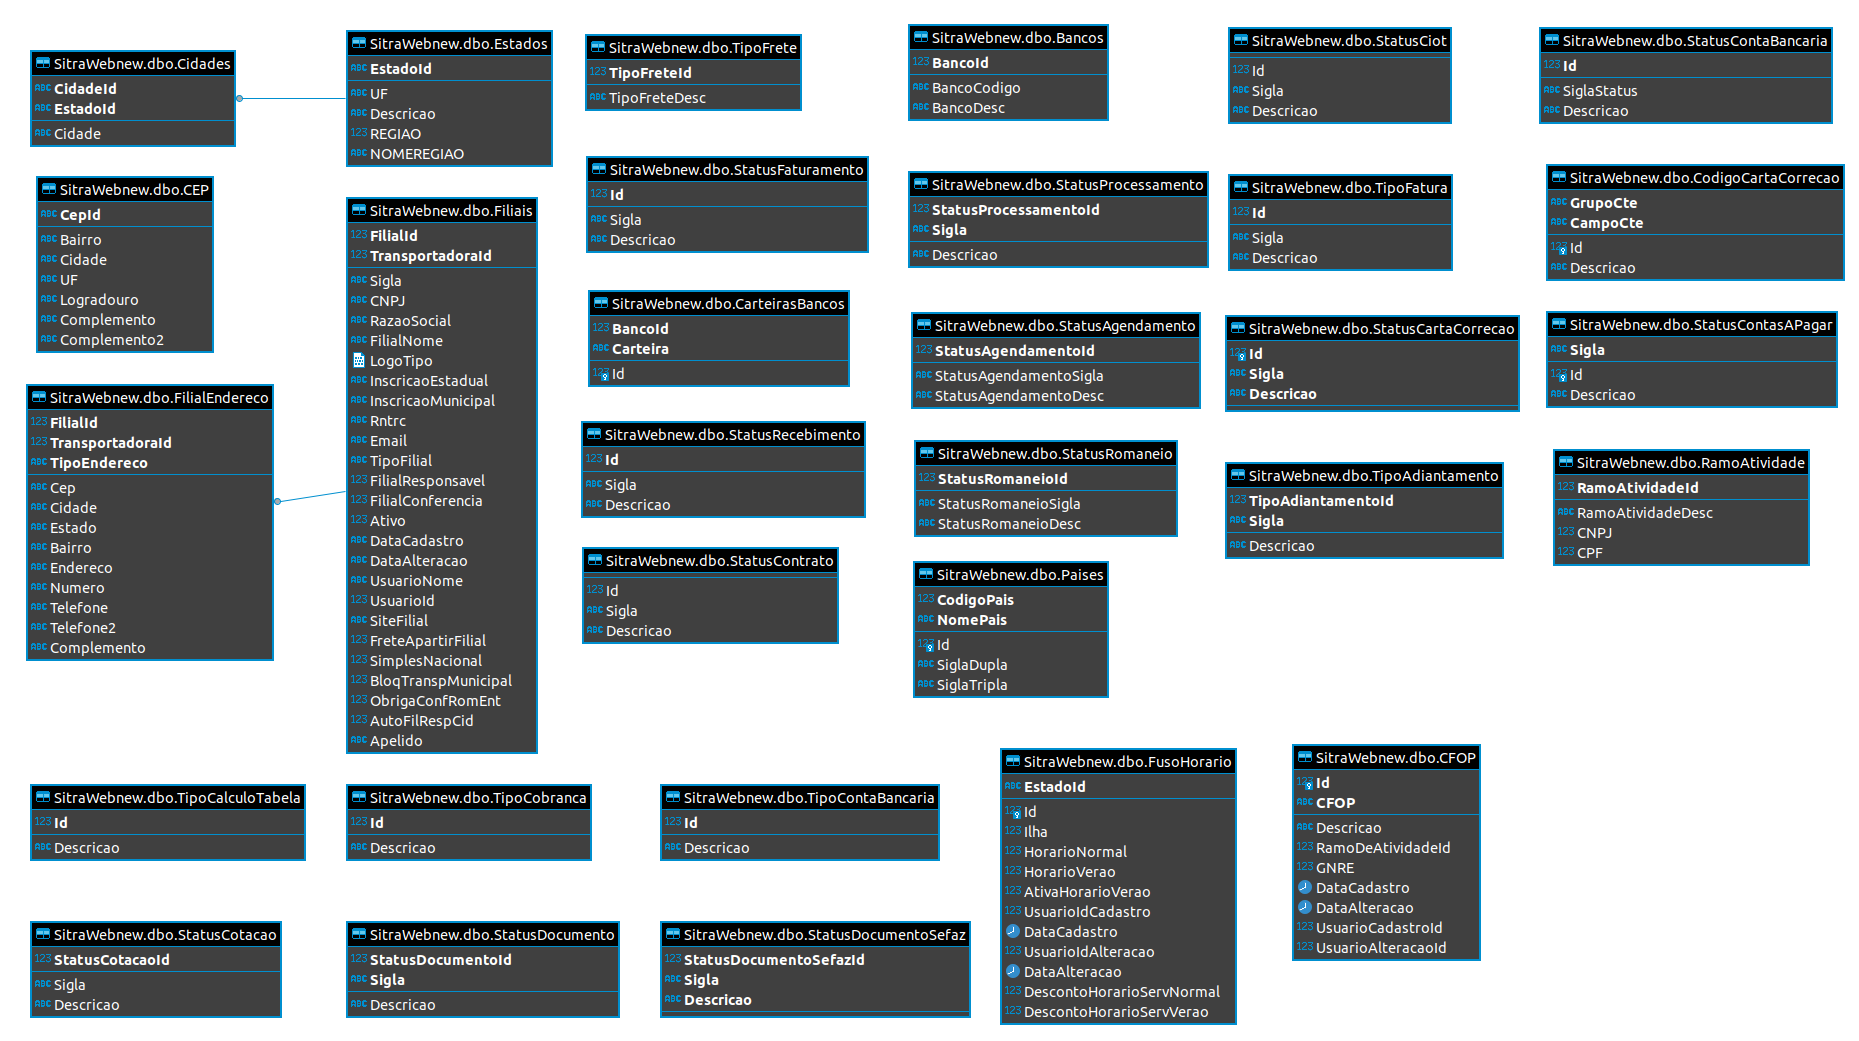 SitraWebnew.dbo.Cidades
CidadeId
EstadoId
Cidade
SitraWebnew.dbo.Estados
EstadoId
UF
Descricao
REGIAO
NOMEREGIAO
SitraWebnew.dbo.TipoFrete
TipoFreteId
TipoFreteDesc
SitraWebnew.dbo.Bancos
BancoId
BancoCodigo
BancoDesc
SitraWebnew.dbo.StatusCiot
Id
Sigla
Descricao
SitraWebnew.dbo.StatusContaBancaria
Id
SiglaStatus
Descricao
SitraWebnew.dbo.CEP
CepId
Bairro
Cidade
UF
Logradouro
Complemento
Complemento2
SitraWebnew.dbo.Filiais
FilialId
TransportadoraId
Sigla
CNPJ
RazaoSocial
FilialNome
LogoTipo
InscricaoEstadual
InscricaoMunicipal
Rntrc
Email
TipoFilial
FilialResponsavel
FilialConferencia
Ativo
DataCadastro
DataAlteracao
UsuarioNome
UsuarioId
SiteFilial
FreteApartirFilial
SimplesNacional
BloqTranspMunicipal
ObrigaConfRomEnt
AutoFilRespCid
Apelido
SitraWebnew.dbo.StatusFaturamento
Id
Sigla
Descricao
SitraWebnew.dbo.StatusProcessamento
StatusProcessamentoId
Sigla
Descricao
SitraWebnew.dbo.TipoFatura
Id
Sigla
Descricao
SitraWebnew.dbo.CodigoCartaCorrecao
GrupoCte
CampoCte
Id
Descricao
SitraWebnew.dbo.CarteirasBancos
BancoId
Carteira
Id
SitraWebnew.dbo.StatusAgendamento
StatusAgendamentoId
StatusAgendamentoSigla
StatusAgendamentoDesc
SitraWebnew.dbo.StatusCartaCorrecao
Id
Sigla
Descricao
SitraWebnew.dbo.StatusContasAPagar
Sigla
Id
Descricao
SitraWebnew.dbo.FilialEndereco
FilialId
TransportadoraId
TipoEndereco
Cep
Cidade
Estado
Bairro
Endereco
Numero
Telefone
Telefone2
Complemento
SitraWebnew.dbo.StatusRecebimento
Id
Sigla
Descricao
SitraWebnew.dbo.StatusRomaneio
StatusRomaneioId
StatusRomaneioSigla
StatusRomaneioDesc
SitraWebnew.dbo.TipoAdiantamento
TipoAdiantamentoId
Sigla
Descricao
SitraWebnew.dbo.RamoAtividade
RamoAtividadeId
RamoAtividadeDesc
CNPJ
CPF
SitraWebnew.dbo.StatusContrato
Id
Sigla
Descricao
SitraWebnew.dbo.Paises
CodigoPais
NomePais
Id
SiglaDupla
SiglaTripla
SitraWebnew.dbo.TipoCalculoTabela
Id
Descricao
SitraWebnew.dbo.TipoCobranca
Id
Descricao
SitraWebnew.dbo.TipoContaBancaria
Id
Descricao
SitraWebnew.dbo.FusoHorario
EstadoId
Id
Ilha
HorarioNormal
HorarioVerao
AtivaHorarioVerao
UsuarioIdCadastro
DataCadastro
UsuarioIdAlteracao
DataAlteracao
DescontoHorarioServNormal
DescontoHorarioServVerao
SitraWebnew.dbo.CFOP
Id
CFOP
Descricao
RamoDeAtividadeId
GNRE
DataCadastro
DataAlteracao
UsuarioCadastroId
UsuarioAlteracaoId
SitraWebnew.dbo.StatusCotacao
StatusCotacaoId
Sigla
Descricao
SitraWebnew.dbo.StatusDocumento
StatusDocumentoId
Sigla
Descricao
SitraWebnew.dbo.StatusDocumentoSefaz
StatusDocumentoSefazId
Sigla
Descricao